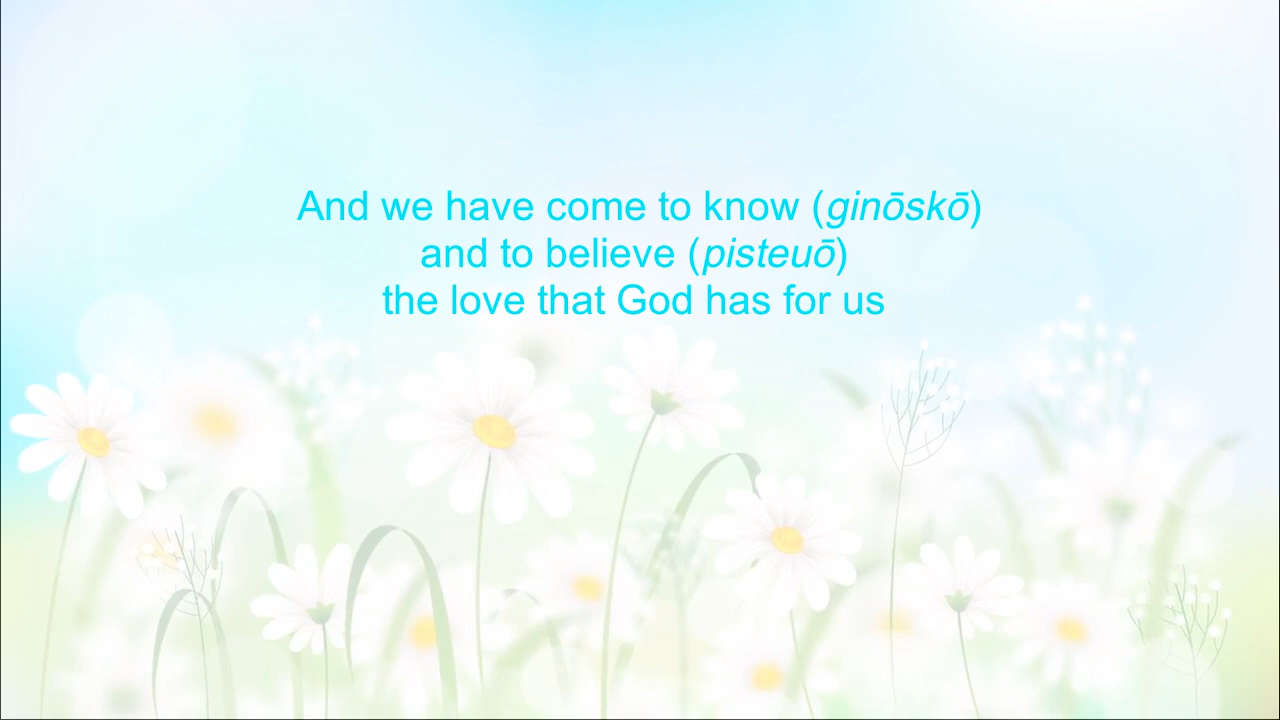 And we have come to know (ginōskō)
and to believe (pisteuō)
the love that God has for us